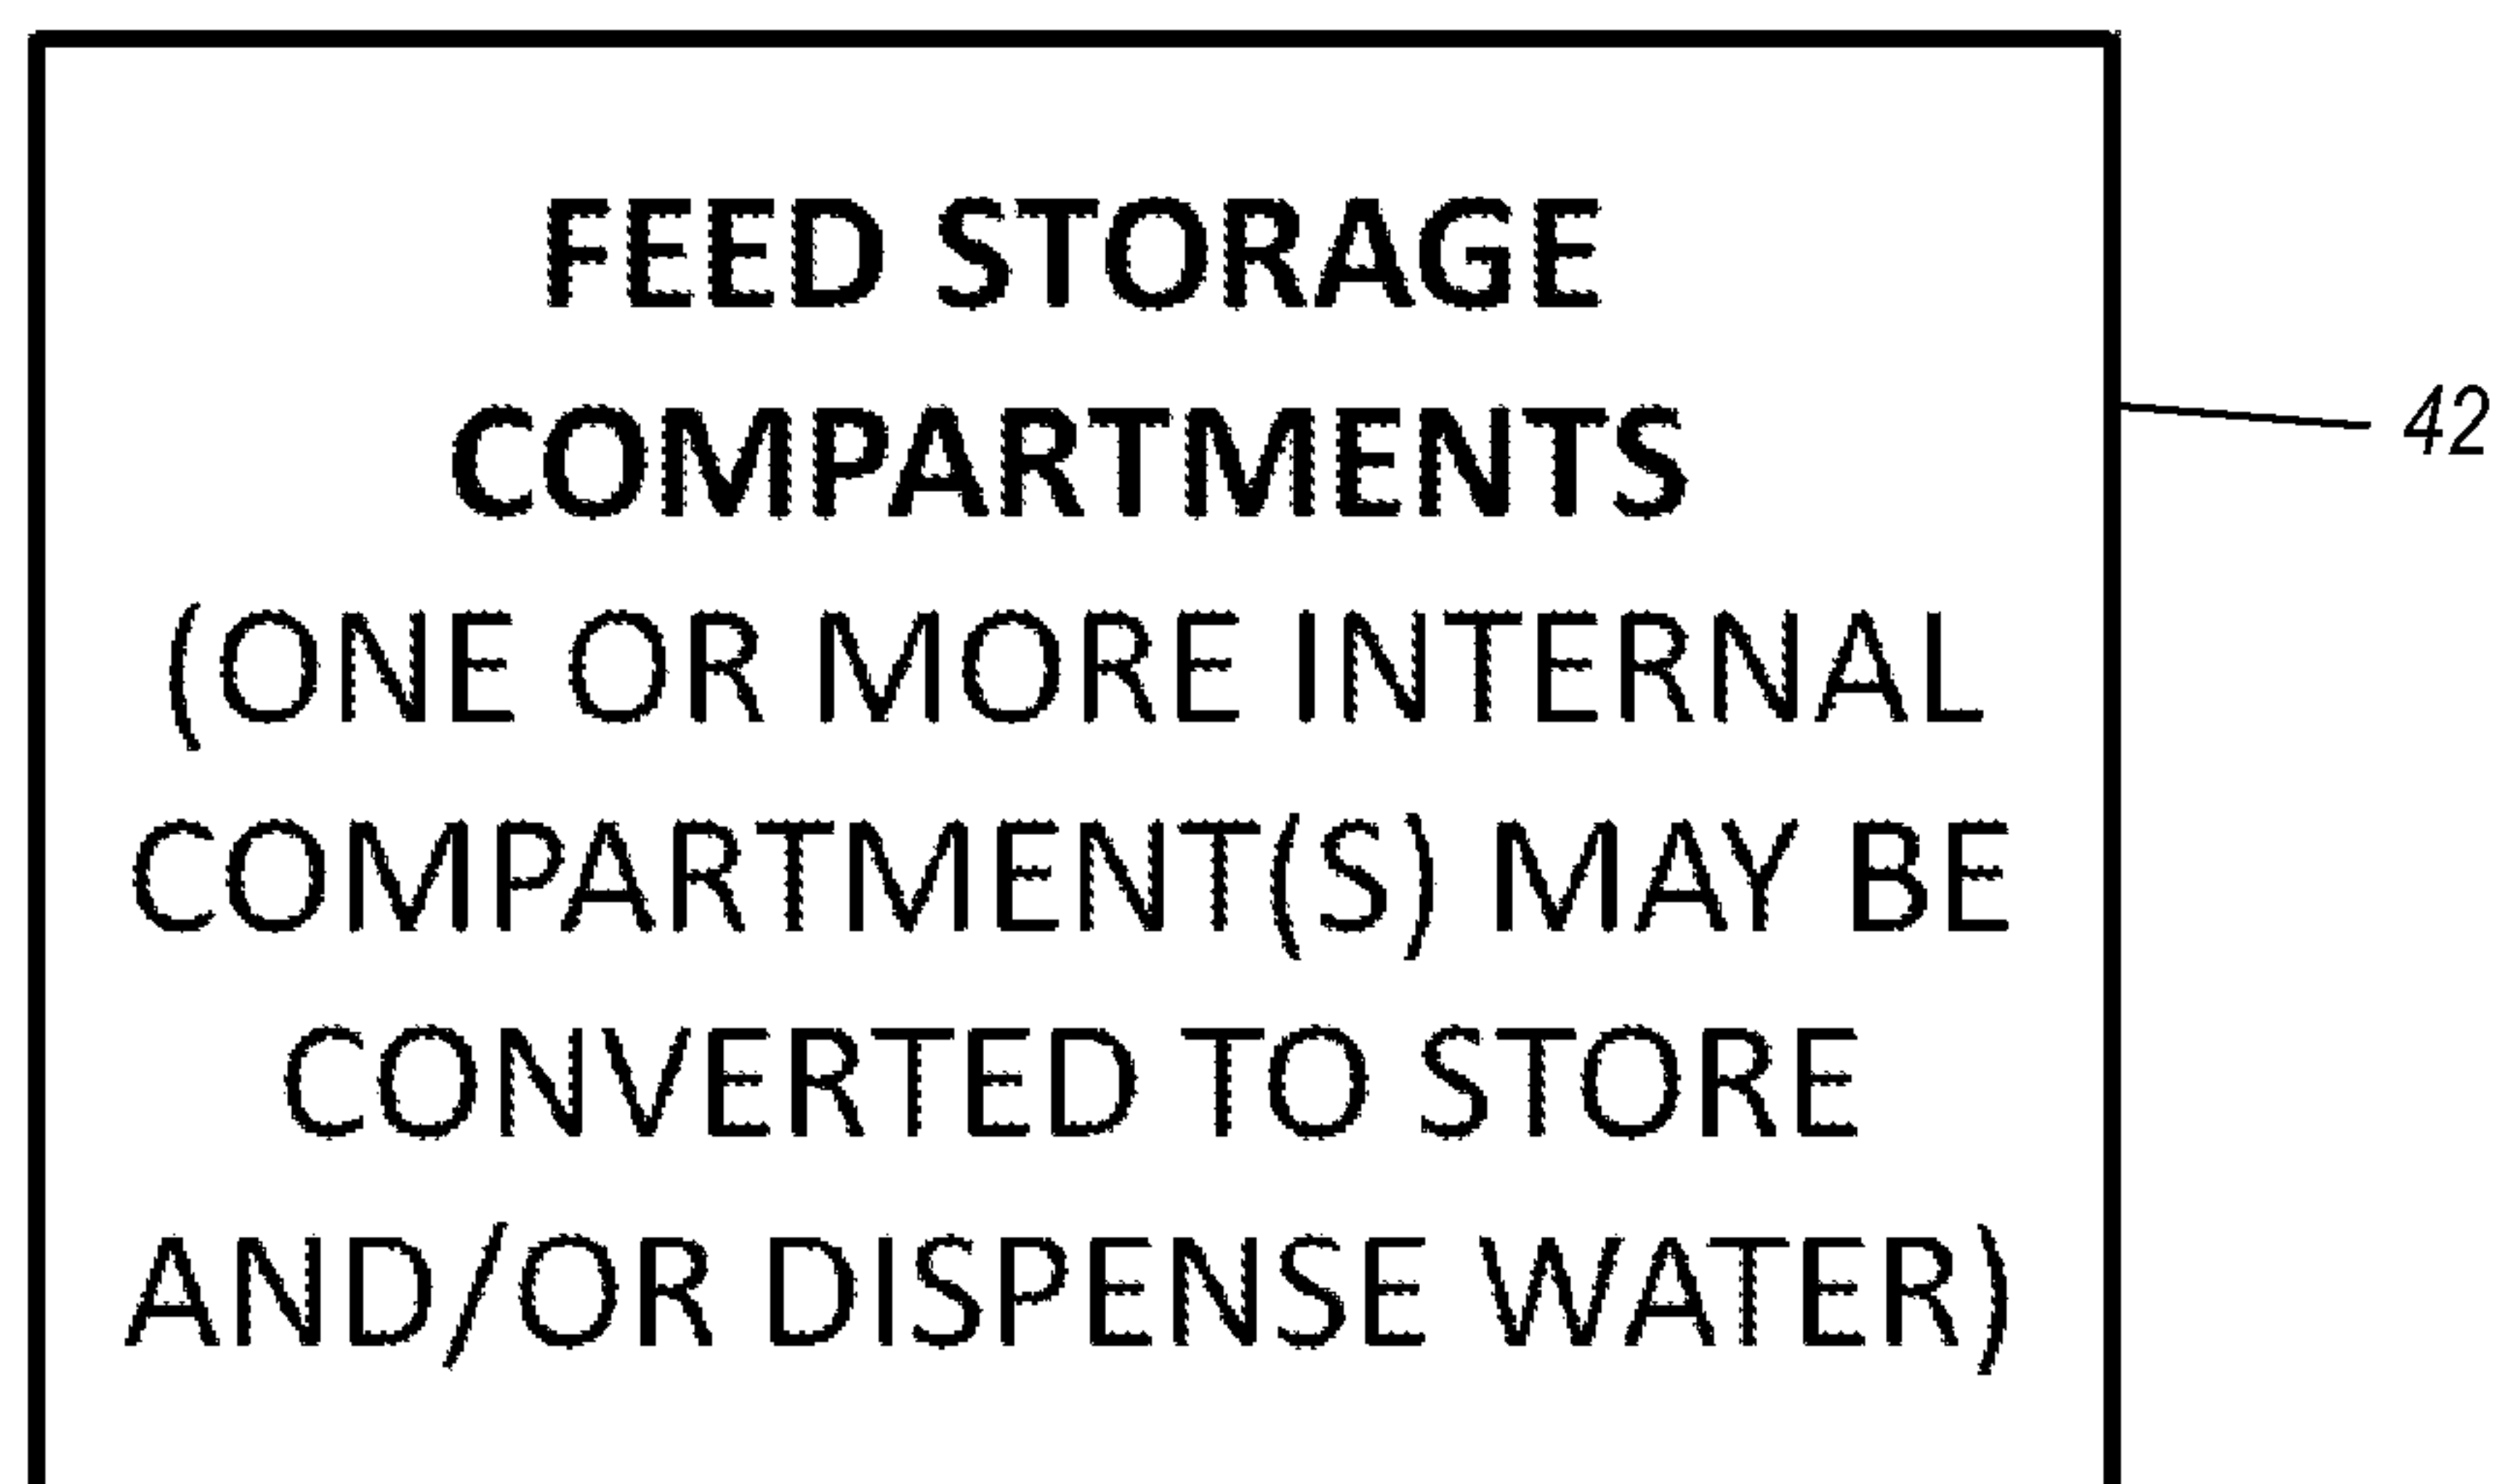 FEED STORAGE
COMPARTMENTS
42
(ONE OR MORE INTERNAL
COMPARTMENT(S) MAY BE
CONVERTED TO STORE
AND/OR DISPENSE WATER)